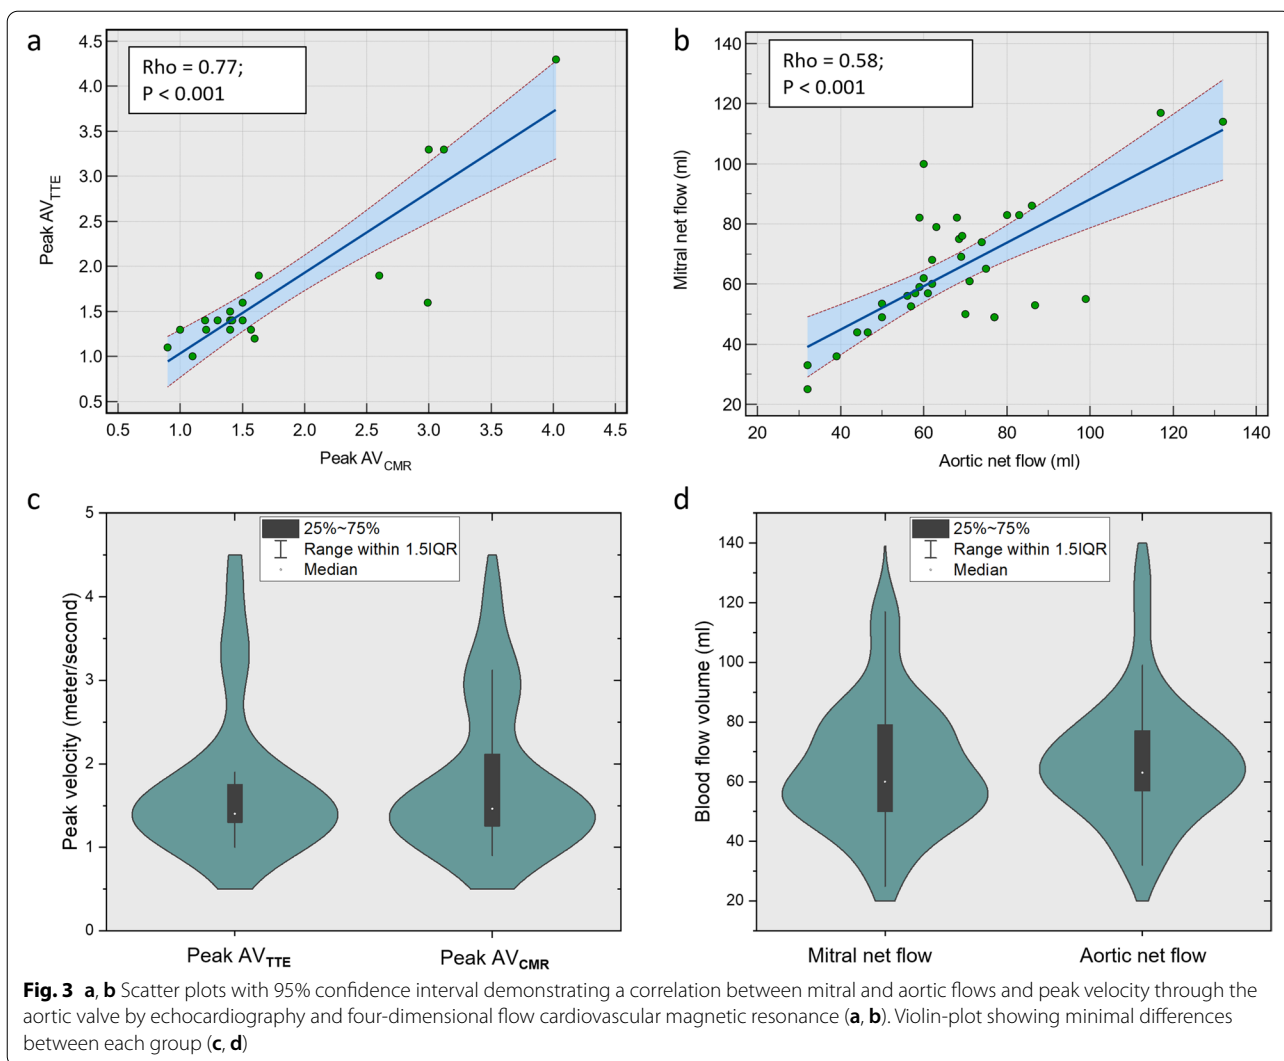 a
Rho = 0.77;
P < 0.001
4.5
4.0
3.5
3.0
2.5
2.0
1.5
1.0
0.5
Peak AVTTE
0.5 1.0 1.5 2.0 2.5 3.0 3.5 4.0 4.5
Peak AVCMR
b
Rho = 0.58;
P < 0.001
140
120
100
80
60
40
20
Mitral net flow (ml)
20 40 60 80 100 120 140
Aortic net flow (ml)
c
25%~75%
Range within 1.5IQR
Median
5
4
3
2
1
0
Peak velocity (meter/second)
Peak AVTTE Peak AVCMR
d
25%~75%
Range within 1.5IQR
Median
140
120
100
80
60
40
20
Blood flow volume (ml)
Mitral net flow Aortic net flow
Fig. 3 a, b Scatter plots with 95% confidence interval demonstrating a correlation between mitral and aortic flows and peak velocity through the
aortic valve by echocardiography and four-dimensional flow cardiovascular magnetic resonance (a, b). Violin-plot showing minimal differences
between each group (c, d)